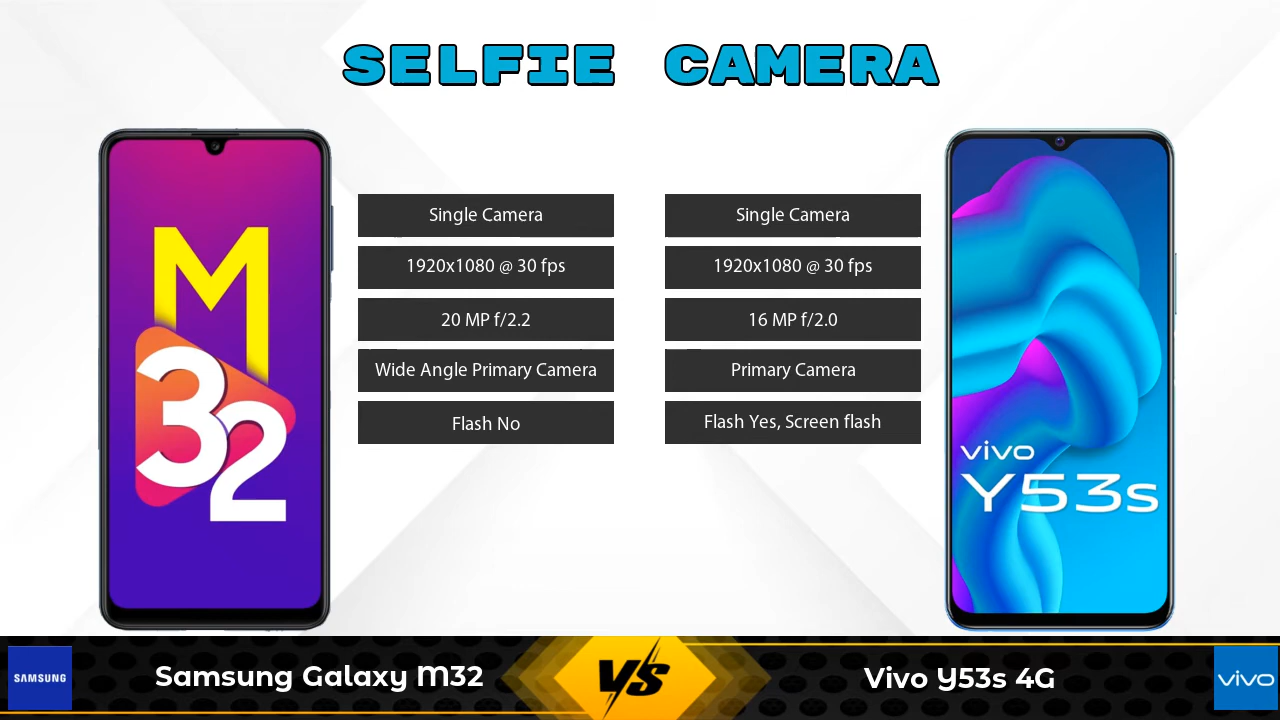 SELFIE CAMERA
M
32
Single Camera
1920x1080 @ 30 fps
20 MP f/2.2
Wide Angle Primary Camera
Flash No
Single Camera
1920x1080 @ 30 fps
16 MP f/2.0
Primary Camera
Flash Yes, Screen flash
vivo
Y53s
SAMSUNG
Samsung Galaxy M32
VS
Vivo Y53s 4G
vivo